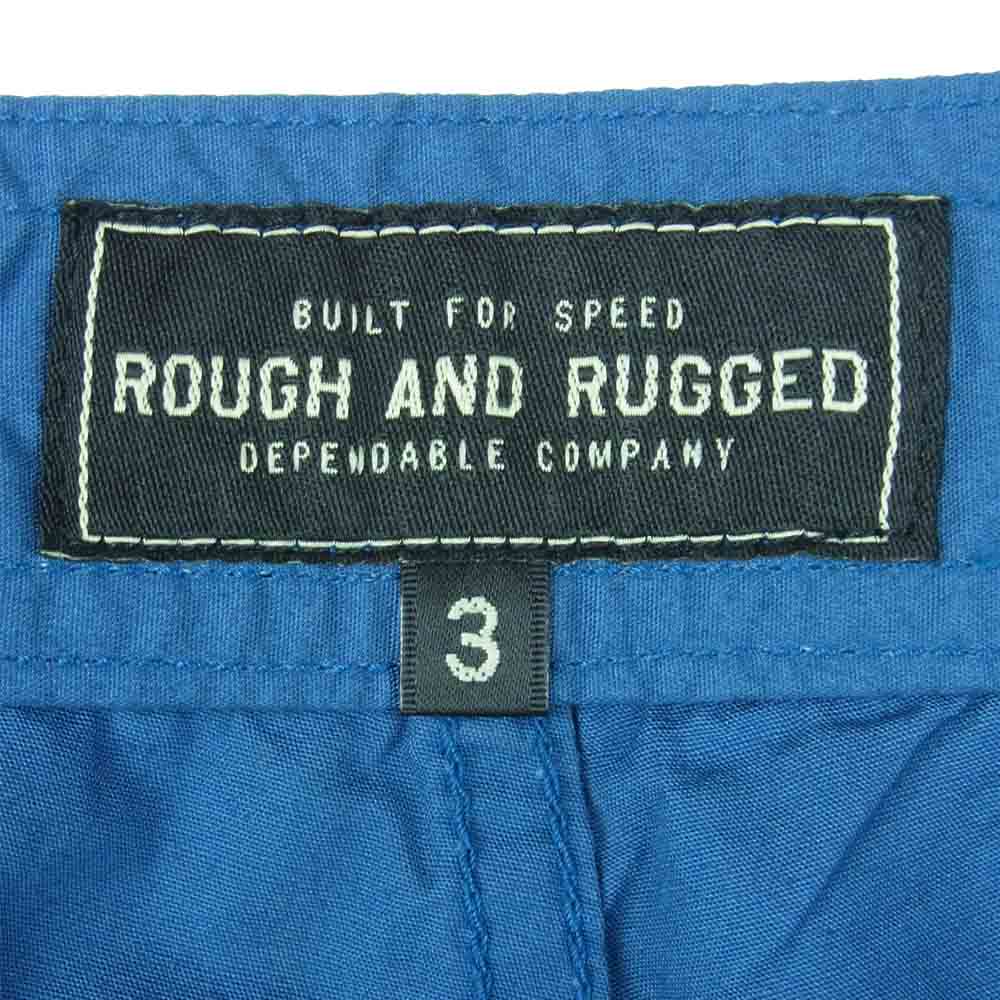 BUILT FOR SPEED
ROUGH AND RUGGED
DEPENDABLE COMPANY
3